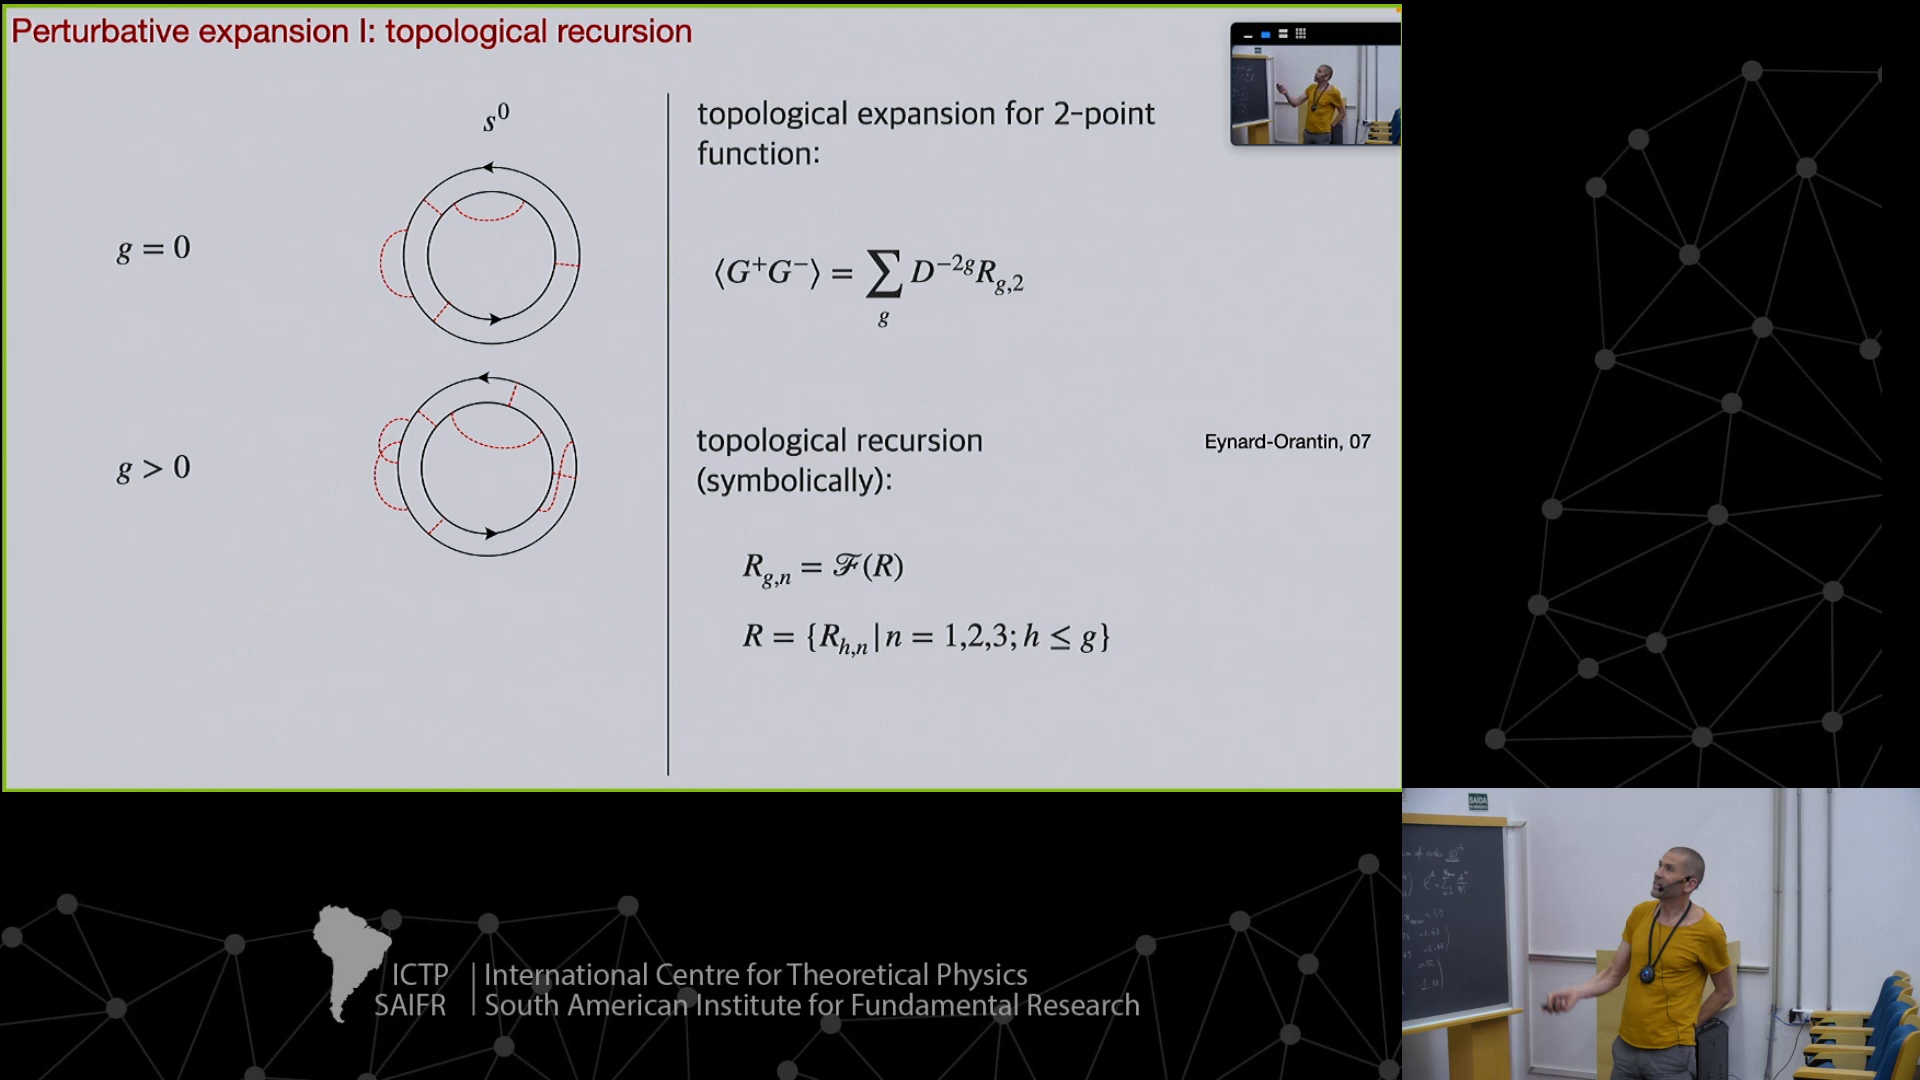 Perturbative expansion I: topological recursion
s⁰
g = 0
g > 0
topological expansion for 2-point
function:
⟨G⁺G⁻⟩ = ∑_g D^{-2g} R_{g,2}
topological recursion
(symbolically):
Eynard-Orantin, 07
R_{g,n} = ℱ(R)
R = {R_{h,n} | n = 1,2,3; h ≤ g}
ICTP | International Centre for Theoretical Physics
SAIFR | South American Institute for Fundamental Research
SAÍDA